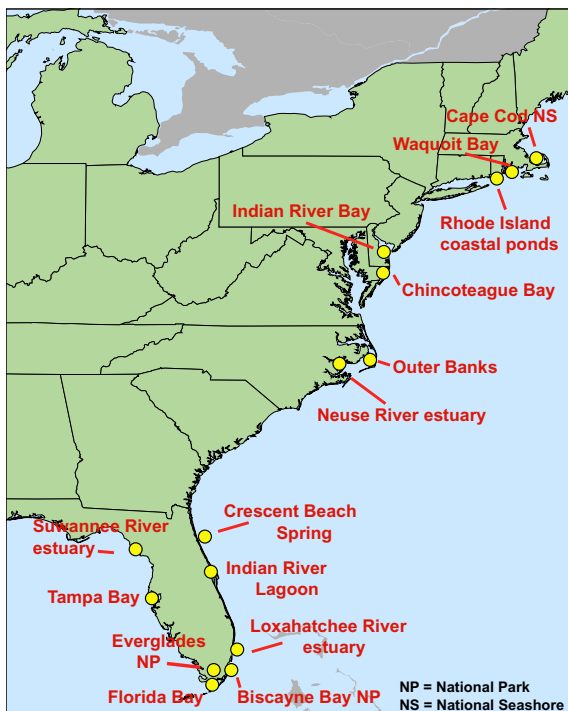 Cape Cod NS
Waquoit Bay
Rhode Island
coastal ponds
Indian River Bay
Chincoteague Bay
Outer Banks
Neuse River estuary
Crescent Beach
Spring
Suwannee River
estuary
Indian River
Lagoon
Tampa Bay
Loxahatchee River
estuary
Everglades
NP
Florida Bay
Biscayne Bay NP
NP = National Park
NS = National Seashore